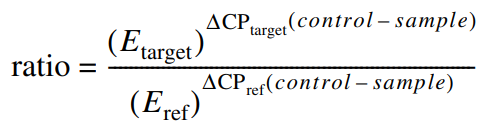 ratio = (E_target)^ΔCP_target(control – sample) / (E_ref)^ΔCP_ref(control – sample)